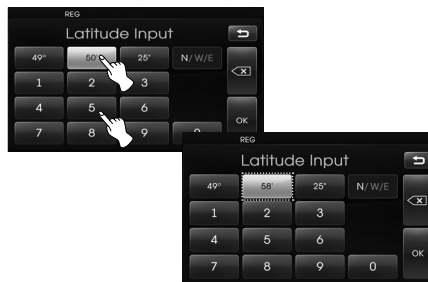 REG
Latitude Input
49° 50' 25" N/ W/E
1 2 3
4 5 6
OK
7 8 9 0
REG
Latitude Input
49° 58' 25" N/ W/E
1 2 3
4 5 6
OK
7 8 9 0